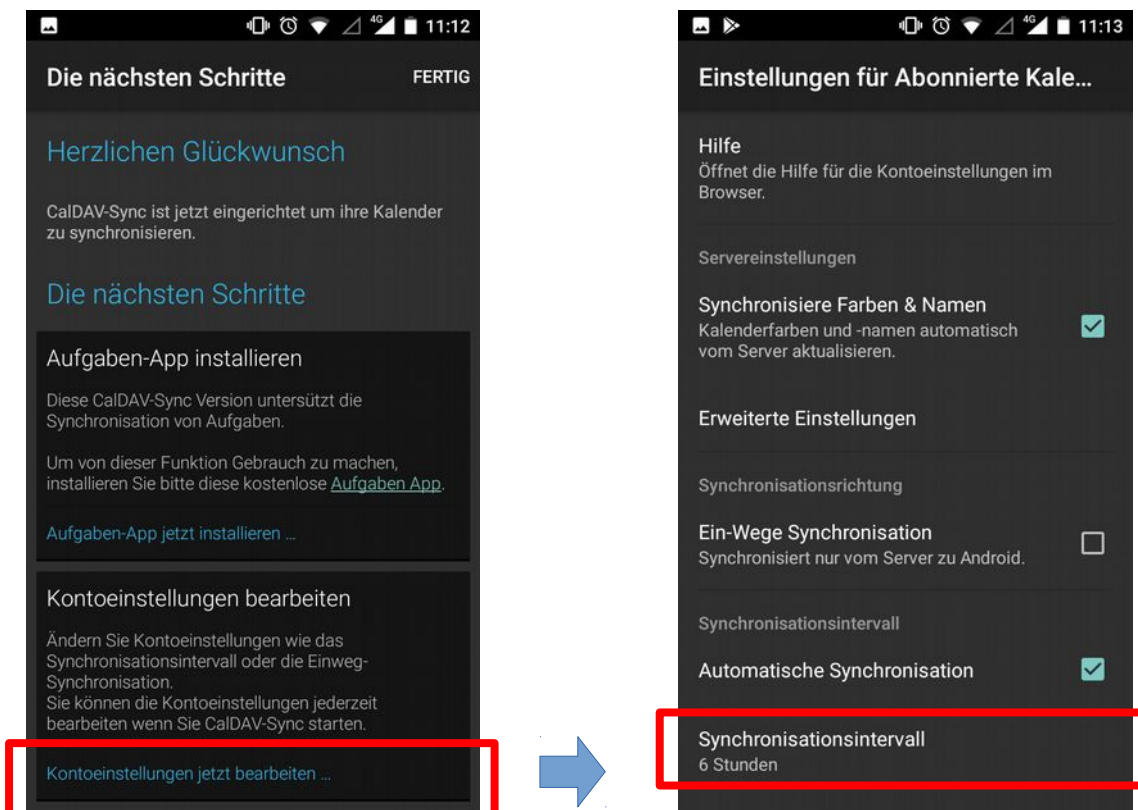 4G 11:12
Die nächsten Schritte FERTIG
Herzlichen Glückwunsch
CalDAV-Sync ist jetzt eingerichtet um ihre Kalender
zu synchronisieren.
Die nächsten Schritte
Aufgaben-App installieren
Diese CalDAV-Sync Version untersützt die
Synchronisation von Aufgaben.
Um von dieser Funktion Gebrauch zu machen,
installieren Sie bitte diese kostenlose Aufgaben App.
Aufgaben-App jetzt installieren ...
Kontoeinstellungen bearbeiten
Ändern Sie Kontoeinstellungen wie das
Synchronisationsintervall oder die Einweg-
Synchronisation.
Sie können die Kontoeinstellungen jederzeit
bearbeiten wenn Sie CalDAV-Sync starten.
Kontoeinstellungen jetzt bearbeiten ...
4G 11:13
Einstellungen für Abonnierte Kale...
Hilfe
Öffnet die Hilfe für die Kontoeinstellungen im
Browser.
Servereinstellungen
Synchronisiere Farben & Namen
Kalenderfarben und -namen automatisch
vom Server aktualisieren.
Erweiterte Einstellungen
Synchronisationsrichtung
Ein-Wege Synchronisation
Synchronisiert nur vom Server zu Android.
Synchronisationsintervall
Automatische Synchronisation
Synchronisationsintervall
6 Stunden